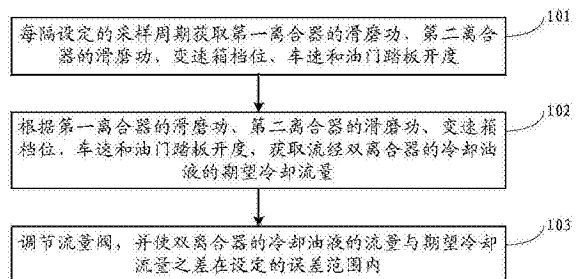 每隔设定的采样周期获取第一离合器的滑磨功、第二离合
器的滑磨功、变速箱档位、车速和油门踏板开度
101
根据第一离合器的滑磨功、第二离合器的滑磨功、变速箱
档位、车速和油门踏板开度，获取流经双离合器的冷却油
液的期望冷却流量
102
调节流量阀，并使双离合器的冷却油液的流量与期望冷却
流量之差在设定的误差范围内
103